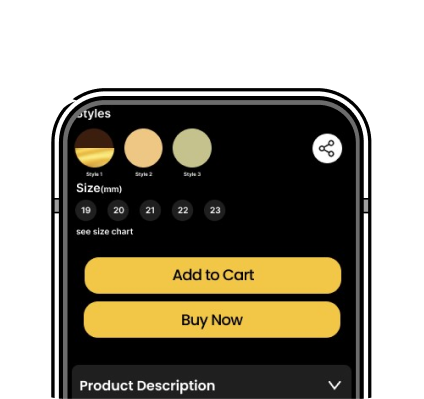 Styles
Style 1 Style 2 Style 3
Size(mm)
19 20 21 22 23
see size chart
Add to Cart
Buy Now
Product Description